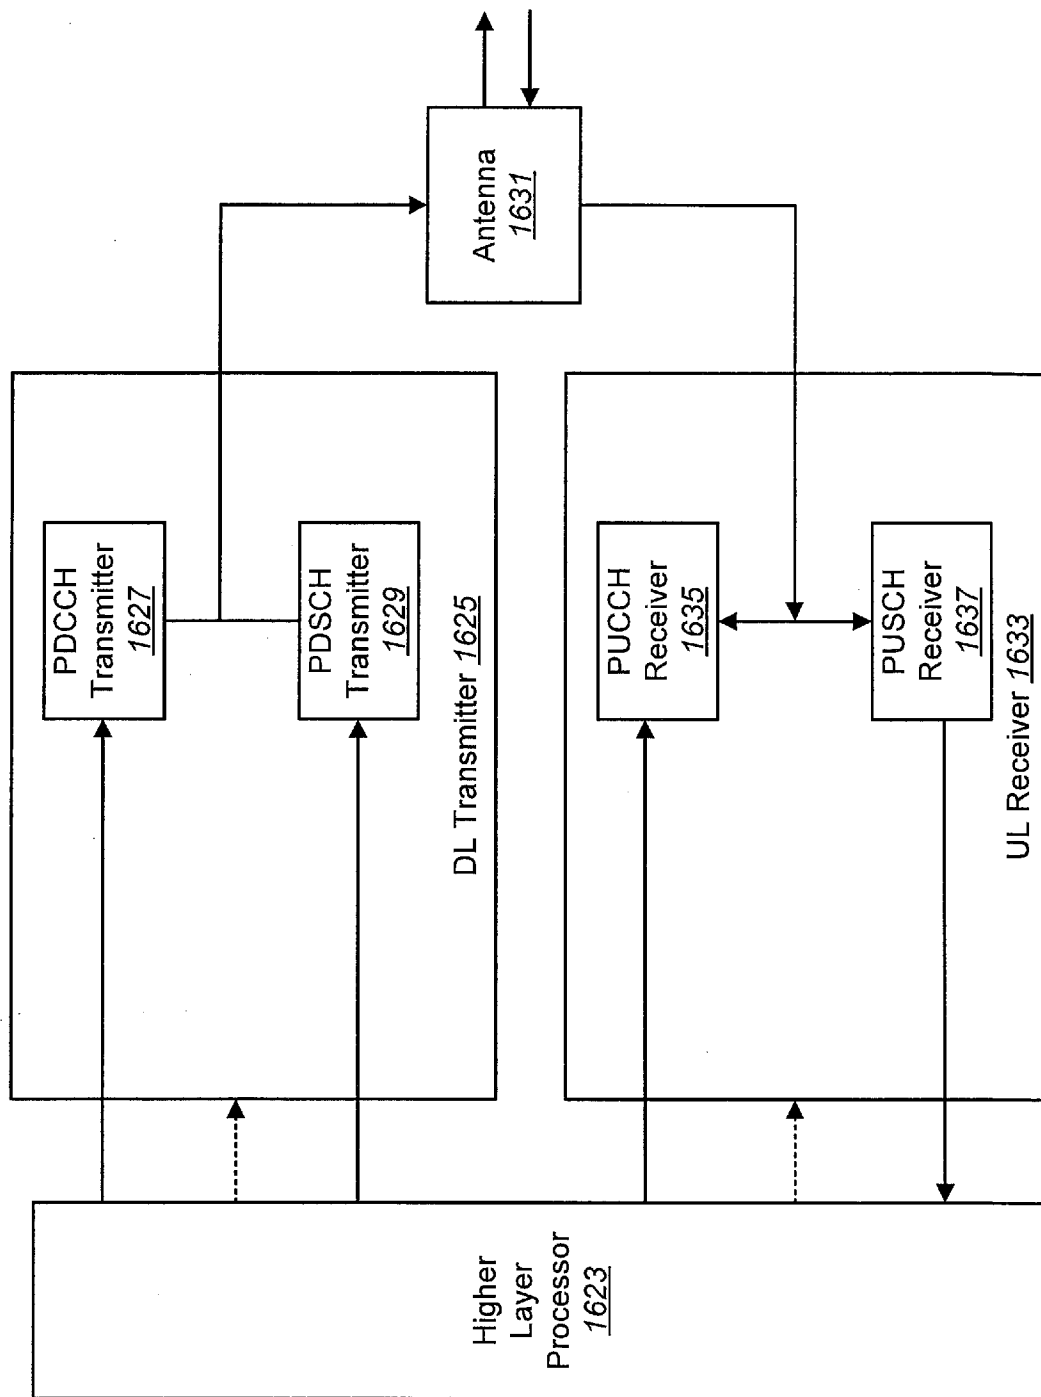 Higher
Layer
Processor
1623
DL Transmitter 1625
PDCCH
Transmitter
1627
PDSCH
Transmitter
1629
Antenna
1631
UL Receiver 1633
PUCCH
Receiver
1635
PUSCH
Receiver
1637